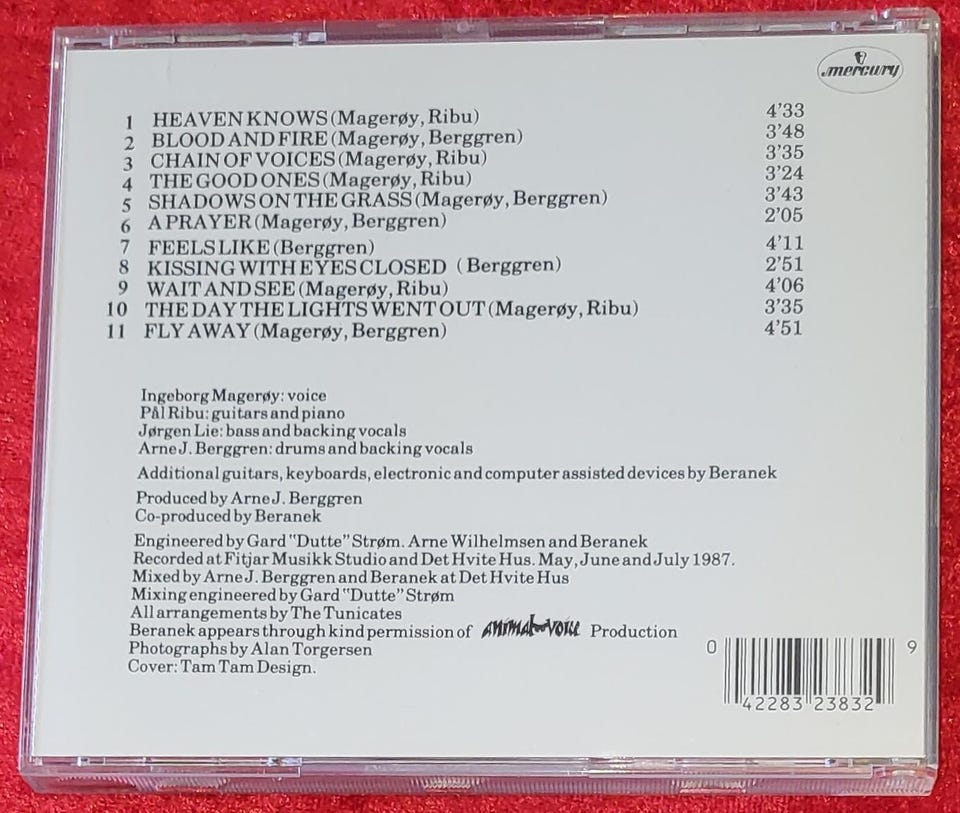 mercury
1 HEAVEN KNOWS (Magerøy, Ribu) 4'33
2 BLOOD AND FIRE (Magerøy, Berggren) 3'48
3 CHAIN OF VOICES (Magerøy, Ribu) 3'35
4 THE GOOD ONES (Magerøy, Ribu) 3'24
5 SHADOWS ON THE GRASS (Magerøy, Berggren) 3'43
6 A PRAYER (Magerøy, Berggren) 2'05
7 FEELS LIKE (Berggren) 4'11
8 KISSING WITH EYES CLOSED (Berggren) 2'51
9 WAIT AND SEE (Magerøy, Ribu) 4'06
10 THE DAY THE LIGHTS WENT OUT (Magerøy, Ribu) 3'35
11 FLY AWAY (Magerøy, Berggren) 4'51
Ingeborg Magerøy: voice
Pål Ribu: guitars and piano
Jørgen Lie: bass and backing vocals
Arne J. Berggren: drums and backing vocals
Additional guitars, keyboards, electronic and computer assisted devices by Beranek
Produced by Arne J. Berggren
Co-produced by Beranek
Engineered by Gard "Dutte" Strøm. Arne Wilhelmsen and Beranek
Recorded at Fitjar Musikk Studio and Det Hvite Hus. May, June and July 1987.
Mixed by Arne J. Berggren and Beranek at Det Hvite Hus
Mixing engineered by Gard "Dutte" Strøm
All arrangements by The Tunicates
Beranek appears through kind permission of animal voice Production
Photographs by Alan Torgersen
Cover: Tam Tam Design.
0 42283 23832 9